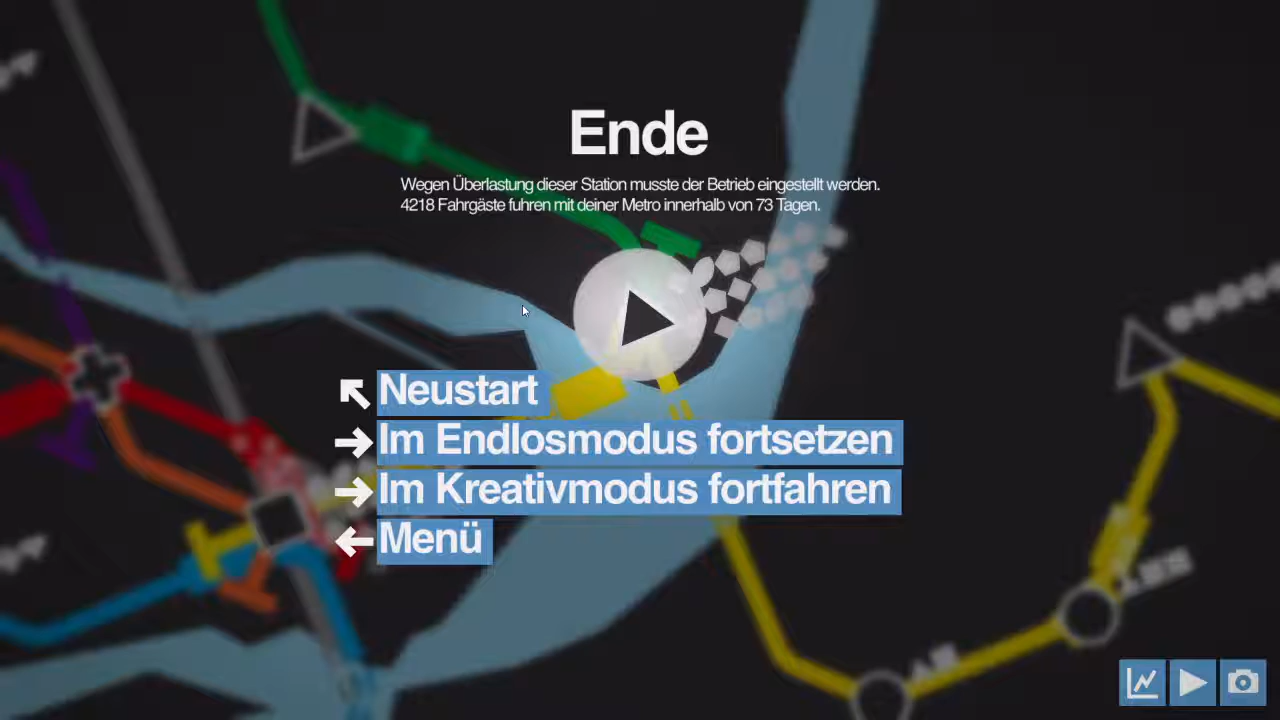 Ende
Wegen Überlastung dieser Station musste der Betrieb eingestellt werden.
4218 Fahrgäste fuhren mit deiner Metro innerhalb von 73 Tagen.
Neustart
Im Endlosmodus fortsetzen
Im Kreativmodus fortfahren
Menü